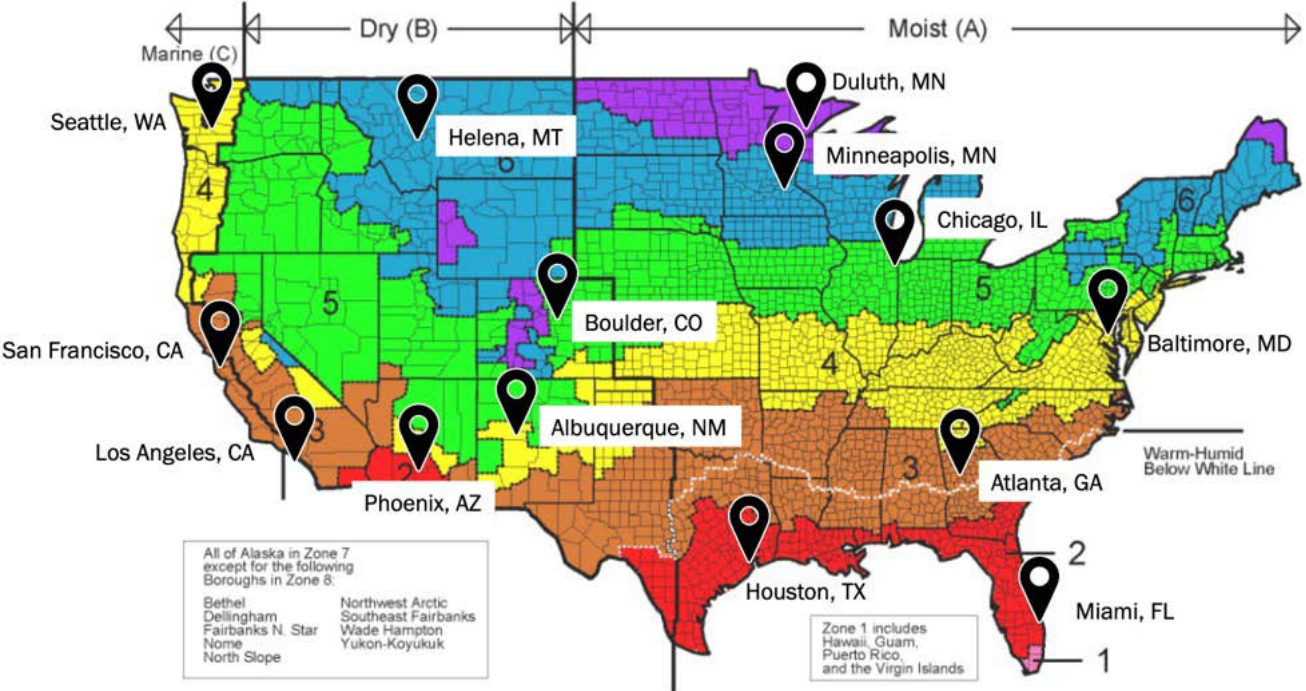 Dry (B)
Moist (A)
Marine (C)
Duluth, MN
Seattle, WA
7
Helena, MT
6
Minneapolis, MN
4
6
Chicago, IL
5
5
Boulder, CO
San Francisco, CA
Baltimore, MD
4
Albuquerque, NM
3
Los Angeles, CA
Warm-Humid
Below White Line
3
2
Atlanta, GA
Phoenix, AZ
All of Alaska in Zone 7
except for the following
Boroughs in Zone 8:
Bethel
Dellingham
Fairbanks N. Star
Nome
North Slope
Northwest Arctic
Southeast Fairbanks
Wade Hampton
Yukon-Koyukuk
2
Houston, TX
Miami, FL
Zone 1 includes
Hawaii, Guam,
Puerto Rico,
and the Virgin Islands
1